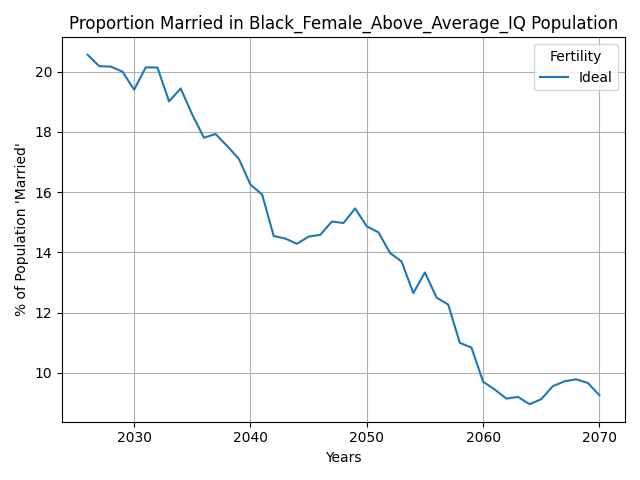 Proportion Married in Black_Female_Above_Average_IQ Population
Fertility
Ideal
% of Population 'Married'
20
18
16
14
12
10
2030 2040 2050 2060 2070
Years